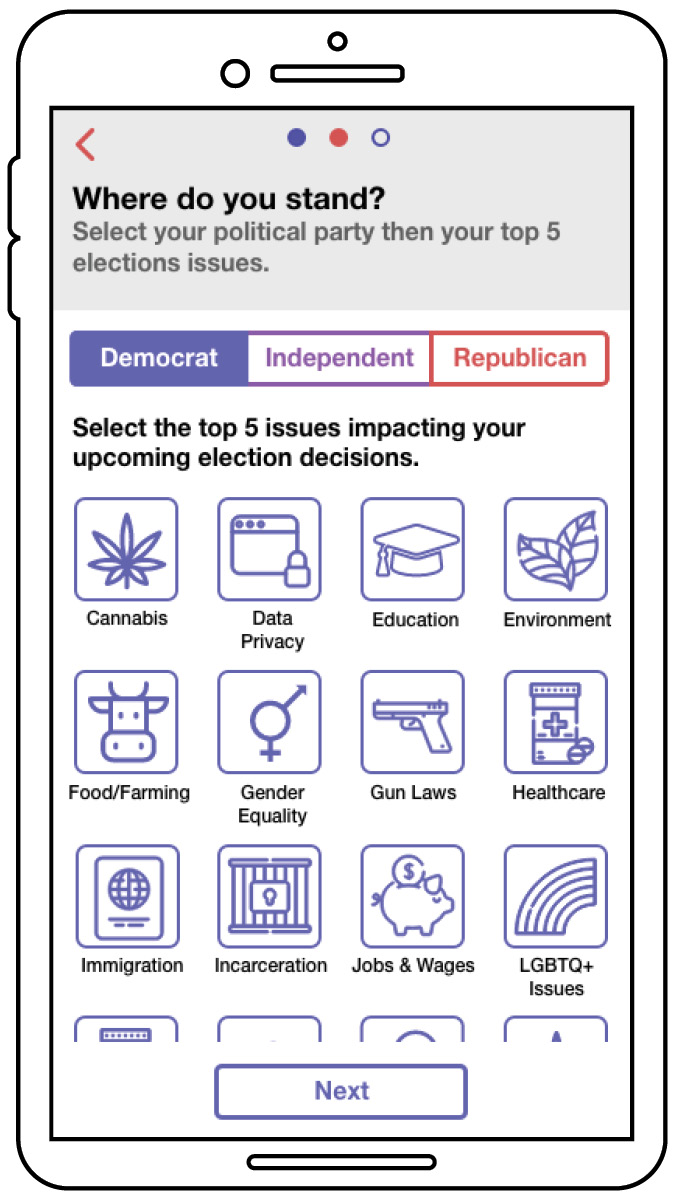 Where do you stand?
Select your political party then your top 5
elections issues.
Democrat
Independent
Republican
Select the top 5 issues impacting your
upcoming election decisions.
Cannabis
Data
Privacy
Education
Environment
Food/Farming
Gender
Equality
Gun Laws
Healthcare
$
Immigration
Incarceration
Jobs & Wages
LGBTQ+
Issues
Next